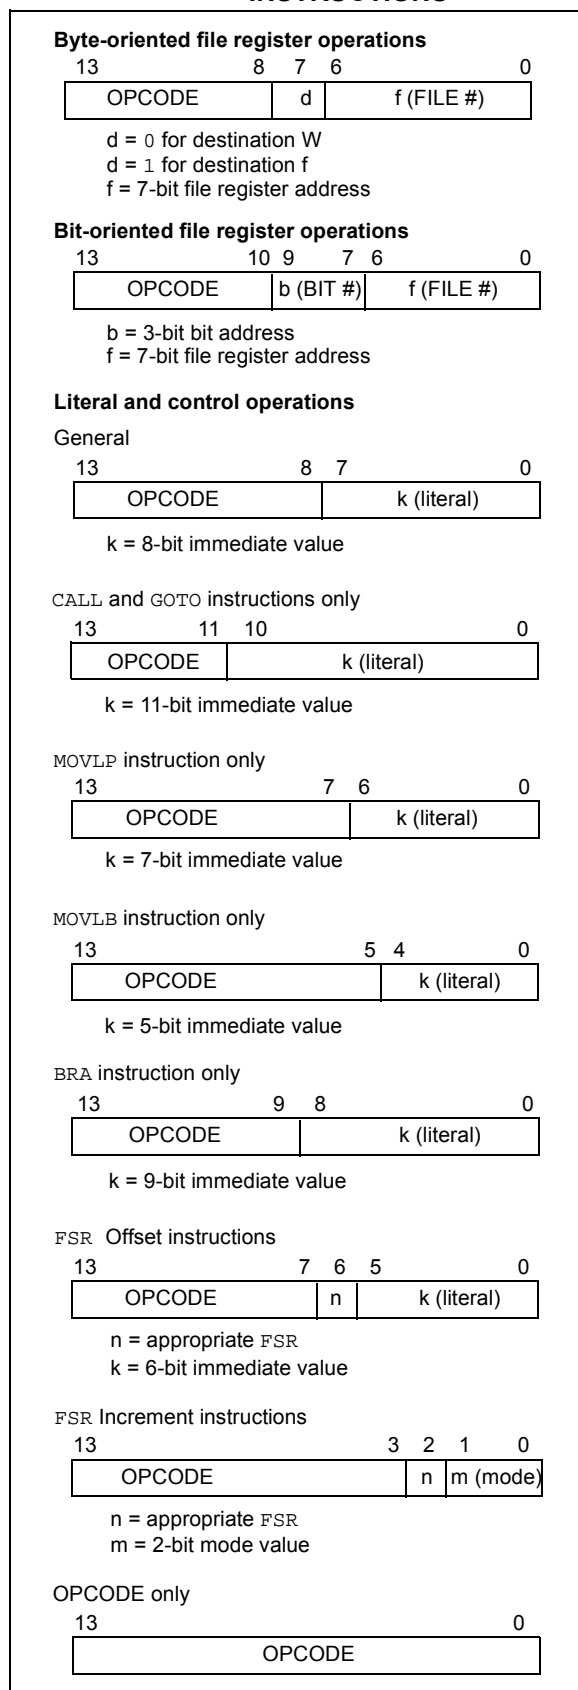 INSTRUCTIONS
Byte-oriented file register operations
13 8 7 6 0
OPCODE d f (FILE #)
d = 0 for destination W
d = 1 for destination f
f = 7-bit file register address
Bit-oriented file register operations
13 10 9 7 6 0
OPCODE b (BIT #) f (FILE #)
b = 3-bit bit address
f = 7-bit file register address
Literal and control operations
General
13 8 7 0
OPCODE k (literal)
k = 8-bit immediate value
CALL and GOTO instructions only
13 11 10 0
OPCODE k (literal)
k = 11-bit immediate value
MOVLP instruction only
13 7 6 0
OPCODE k (literal)
k = 7-bit immediate value
MOVLB instruction only
13 5 4 0
OPCODE k (literal)
k = 5-bit immediate value
BRA instruction only
13 9 8 0
OPCODE k (literal)
k = 9-bit immediate value
FSR Offset instructions
13 7 6 5 0
OPCODE n k (literal)
n = appropriate FSR
k = 6-bit immediate value
FSR Increment instructions
13 3 2 1 0
OPCODE n m (mode)
n = appropriate FSR
m = 2-bit mode value
OPCODE only
13 0
OPCODE